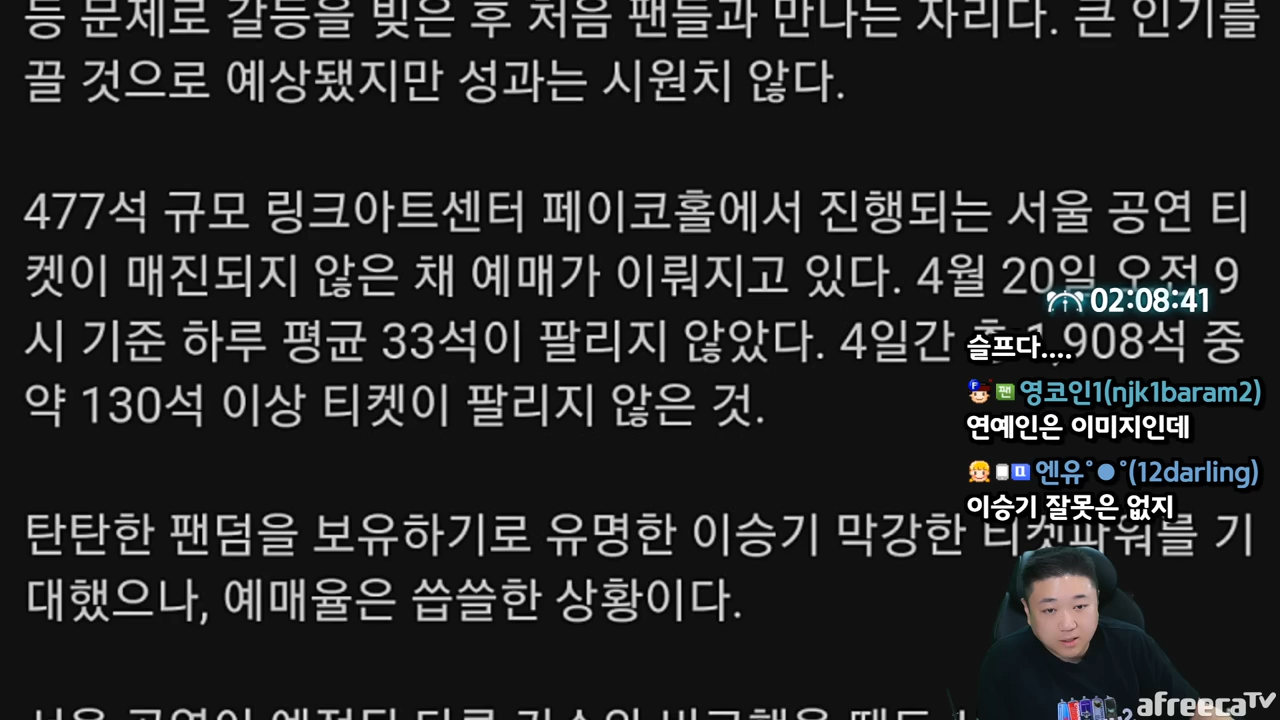 등 문제로 갈등을 빚은 후 처음 팬들과 만나는 자리다. 큰 인기를
끌 것으로 예상됐지만 성과는 시원치 않다.
477석 규모 링크아트센터 페이코홀에서 진행되는 서울 공연 티
켓이 매진되지 않은 채 예매가 이뤄지고 있다. 4월 20일 오전 9
시 기준 하루 평균 33석이 팔리지 않았다. 4일간 총 1,908석 중
약 130석 이상 티켓이 팔리지 않은 것.
탄탄한 팬덤을 보유하기로 유명한 이승기 막강한 티켓파워를 기
대했으나, 예매율은 씁쓸한 상황이다.
02:08:41
슬프다....
F 팬 영코인1(njk1baram2)
연예인은 이미지인데
엔유˚●˚(12darling)
이승기 잘못은 없지
afreecaTV